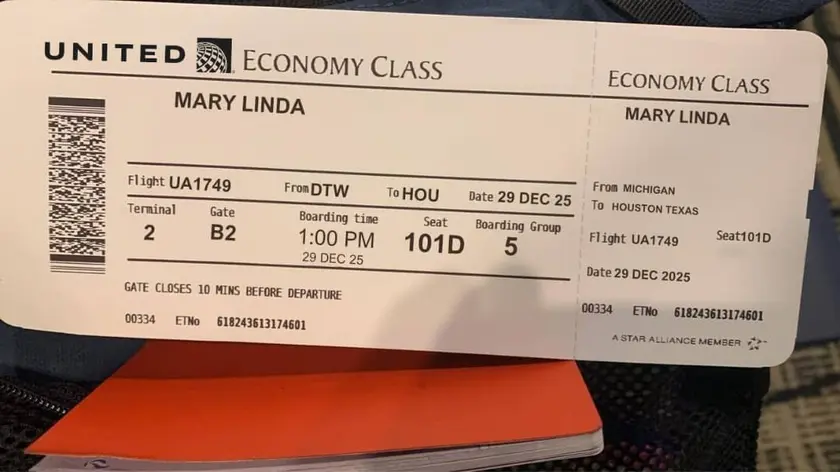 UNITED ECONOMY CLASS
MARY LINDA
Flight UA1749 From DTW To HOU Date 29 DEC 25
Terminal Gate Boarding time Seat Boarding Group
2 B2 1:00 PM 101D 5
29 DEC 25
GATE CLOSES 10 MINS BEFORE DEPARTURE
00334 ETNo 618243613174601
ECONOMY CLASS
MARY LINDA
From MICHIGAN
To HOUSTON TEXAS
Flight UA1749 Seat101D
Date 29 DEC 2025
00334 ETNo 618243613174601
A STAR ALLIANCE MEMBER